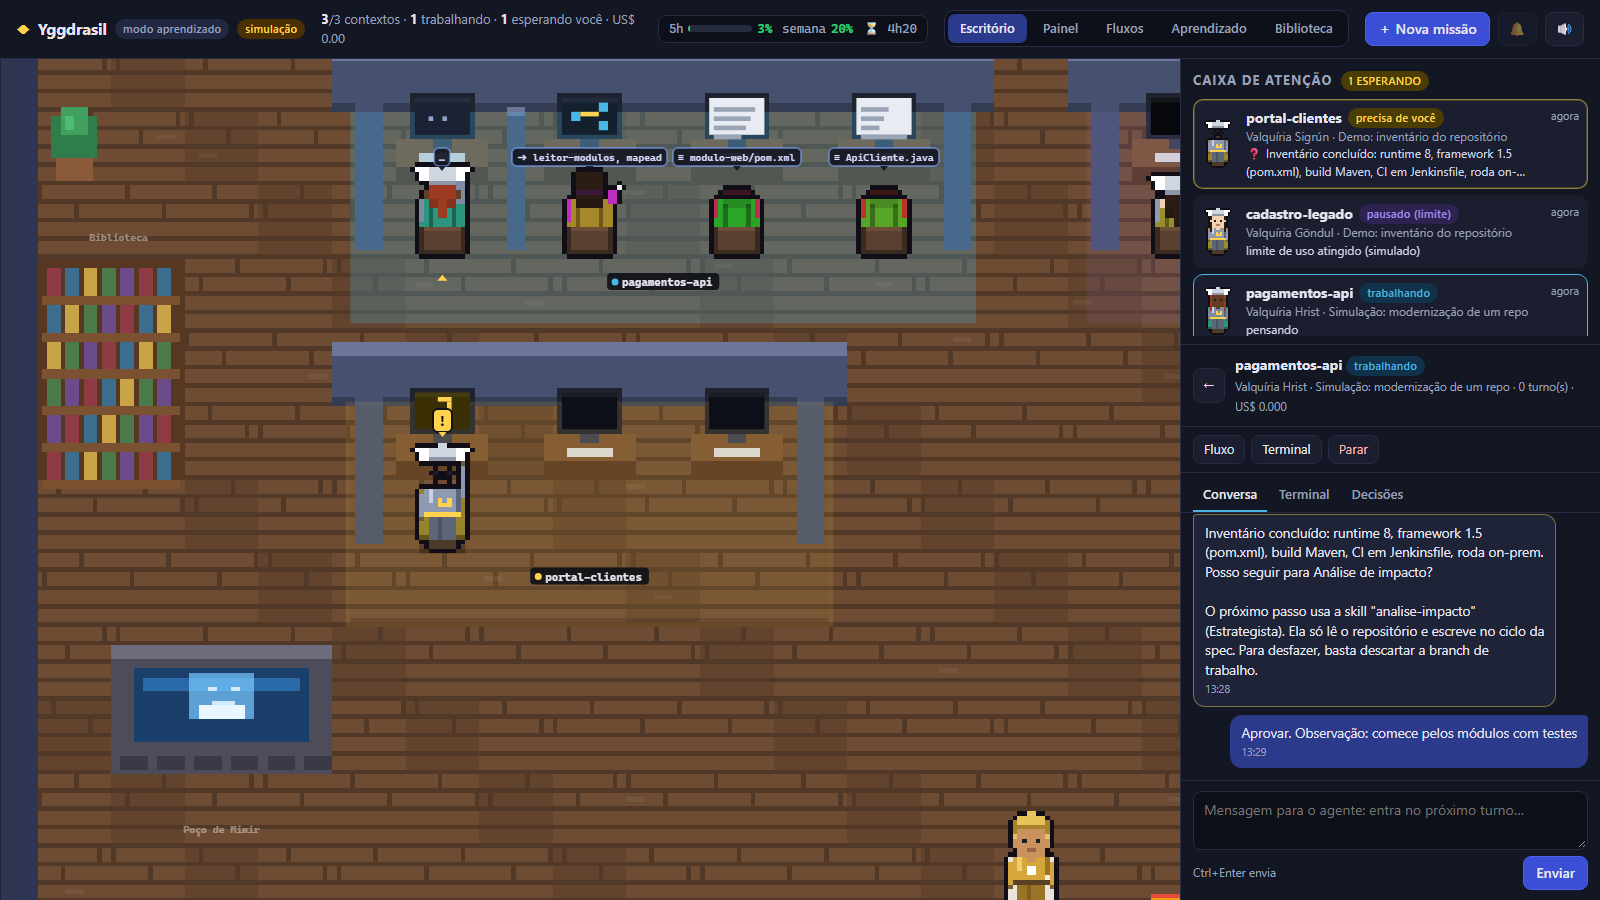 Yggdrasil
modo aprendizado
simulação
3/3 contextos · 1 trabalhando · 1 esperando você · US$
0.00
5h 3% semana 20% ⏳ 4h20
Escritório
Painel
Fluxos
Aprendizado
Biblioteca
+ Nova missão
Biblioteca
→ leitor-modulos, mapead
≡ modulo-web/pom.xml
≡ ApiCliente.java
pagamentos-api
!
portal-clientes
Poço de Mimir
CAIXA DE ATENÇÃO
1 ESPERANDO
portal-clientes precisa de você agora
Valquíria Sigrún · Demo: inventário do repositório
❓ Inventário concluído: runtime 8, framework 1.5
(pom.xml), build Maven, CI em Jenkinsfile, roda on-...
cadastro-legado pausado (limite) agora
Valquíria Göndul · Demo: inventário do repositório
limite de uso atingido (simulado)
pagamentos-api trabalhando agora
Valquíria Hrist · Simulação: modernização de um repo
pensando
←
pagamentos-api trabalhando
Valquíria Hrist · Simulação: modernização de um repo · 0 turno(s) ·
US$ 0.000
Fluxo
Terminal
Parar
Conversa
Terminal
Decisões
Inventário concluído: runtime 8, framework 1.5
(pom.xml), build Maven, CI em Jenkinsfile, roda on-prem.
Posso seguir para Análise de impacto?
O próximo passo usa a skill "analise-impacto"
(Estrategista). Ela só lê o repositório e escreve no ciclo da
spec. Para desfazer, basta descartar a branch de
trabalho.
13:28
Aprovar. Observação: comece pelos módulos com testes
13:29
Mensagem para o agente: entra no próximo turno...
Ctrl+Enter envia
Enviar